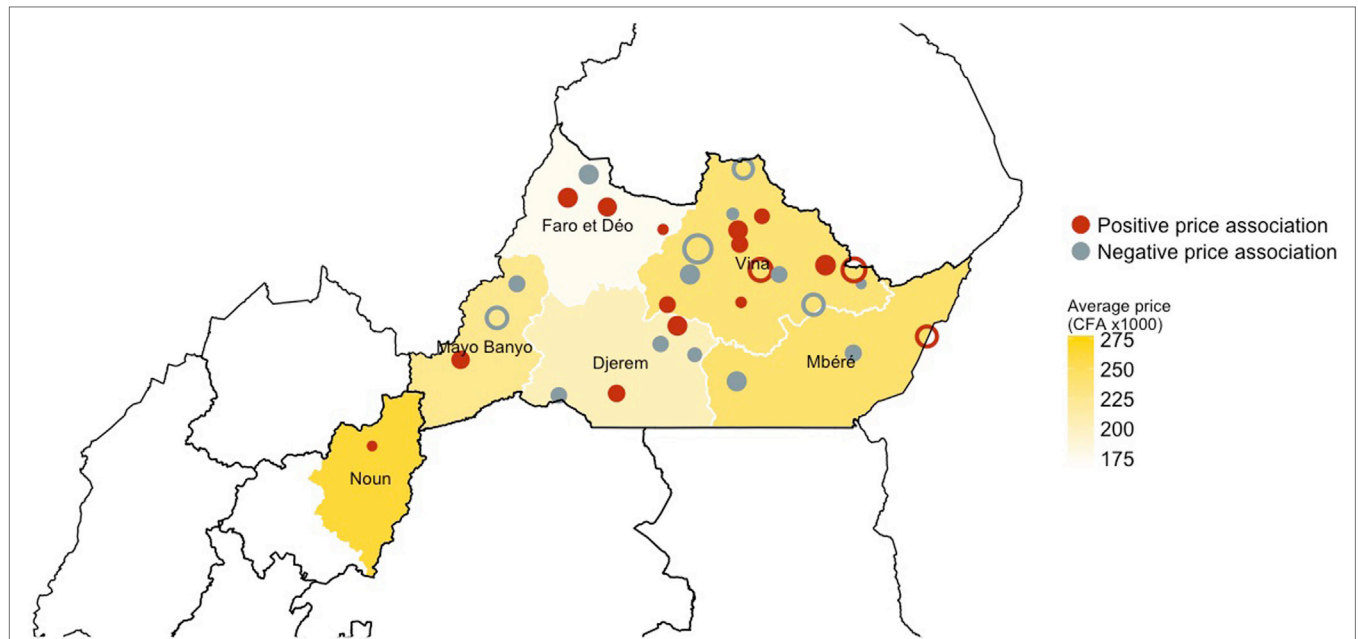 Faro et Déo
Vina
Mayo Banyo
Djerem
Mbéré
Noun
Positive price association
Negative price association
Average price
(CFA x1000)
275
250
225
200
175